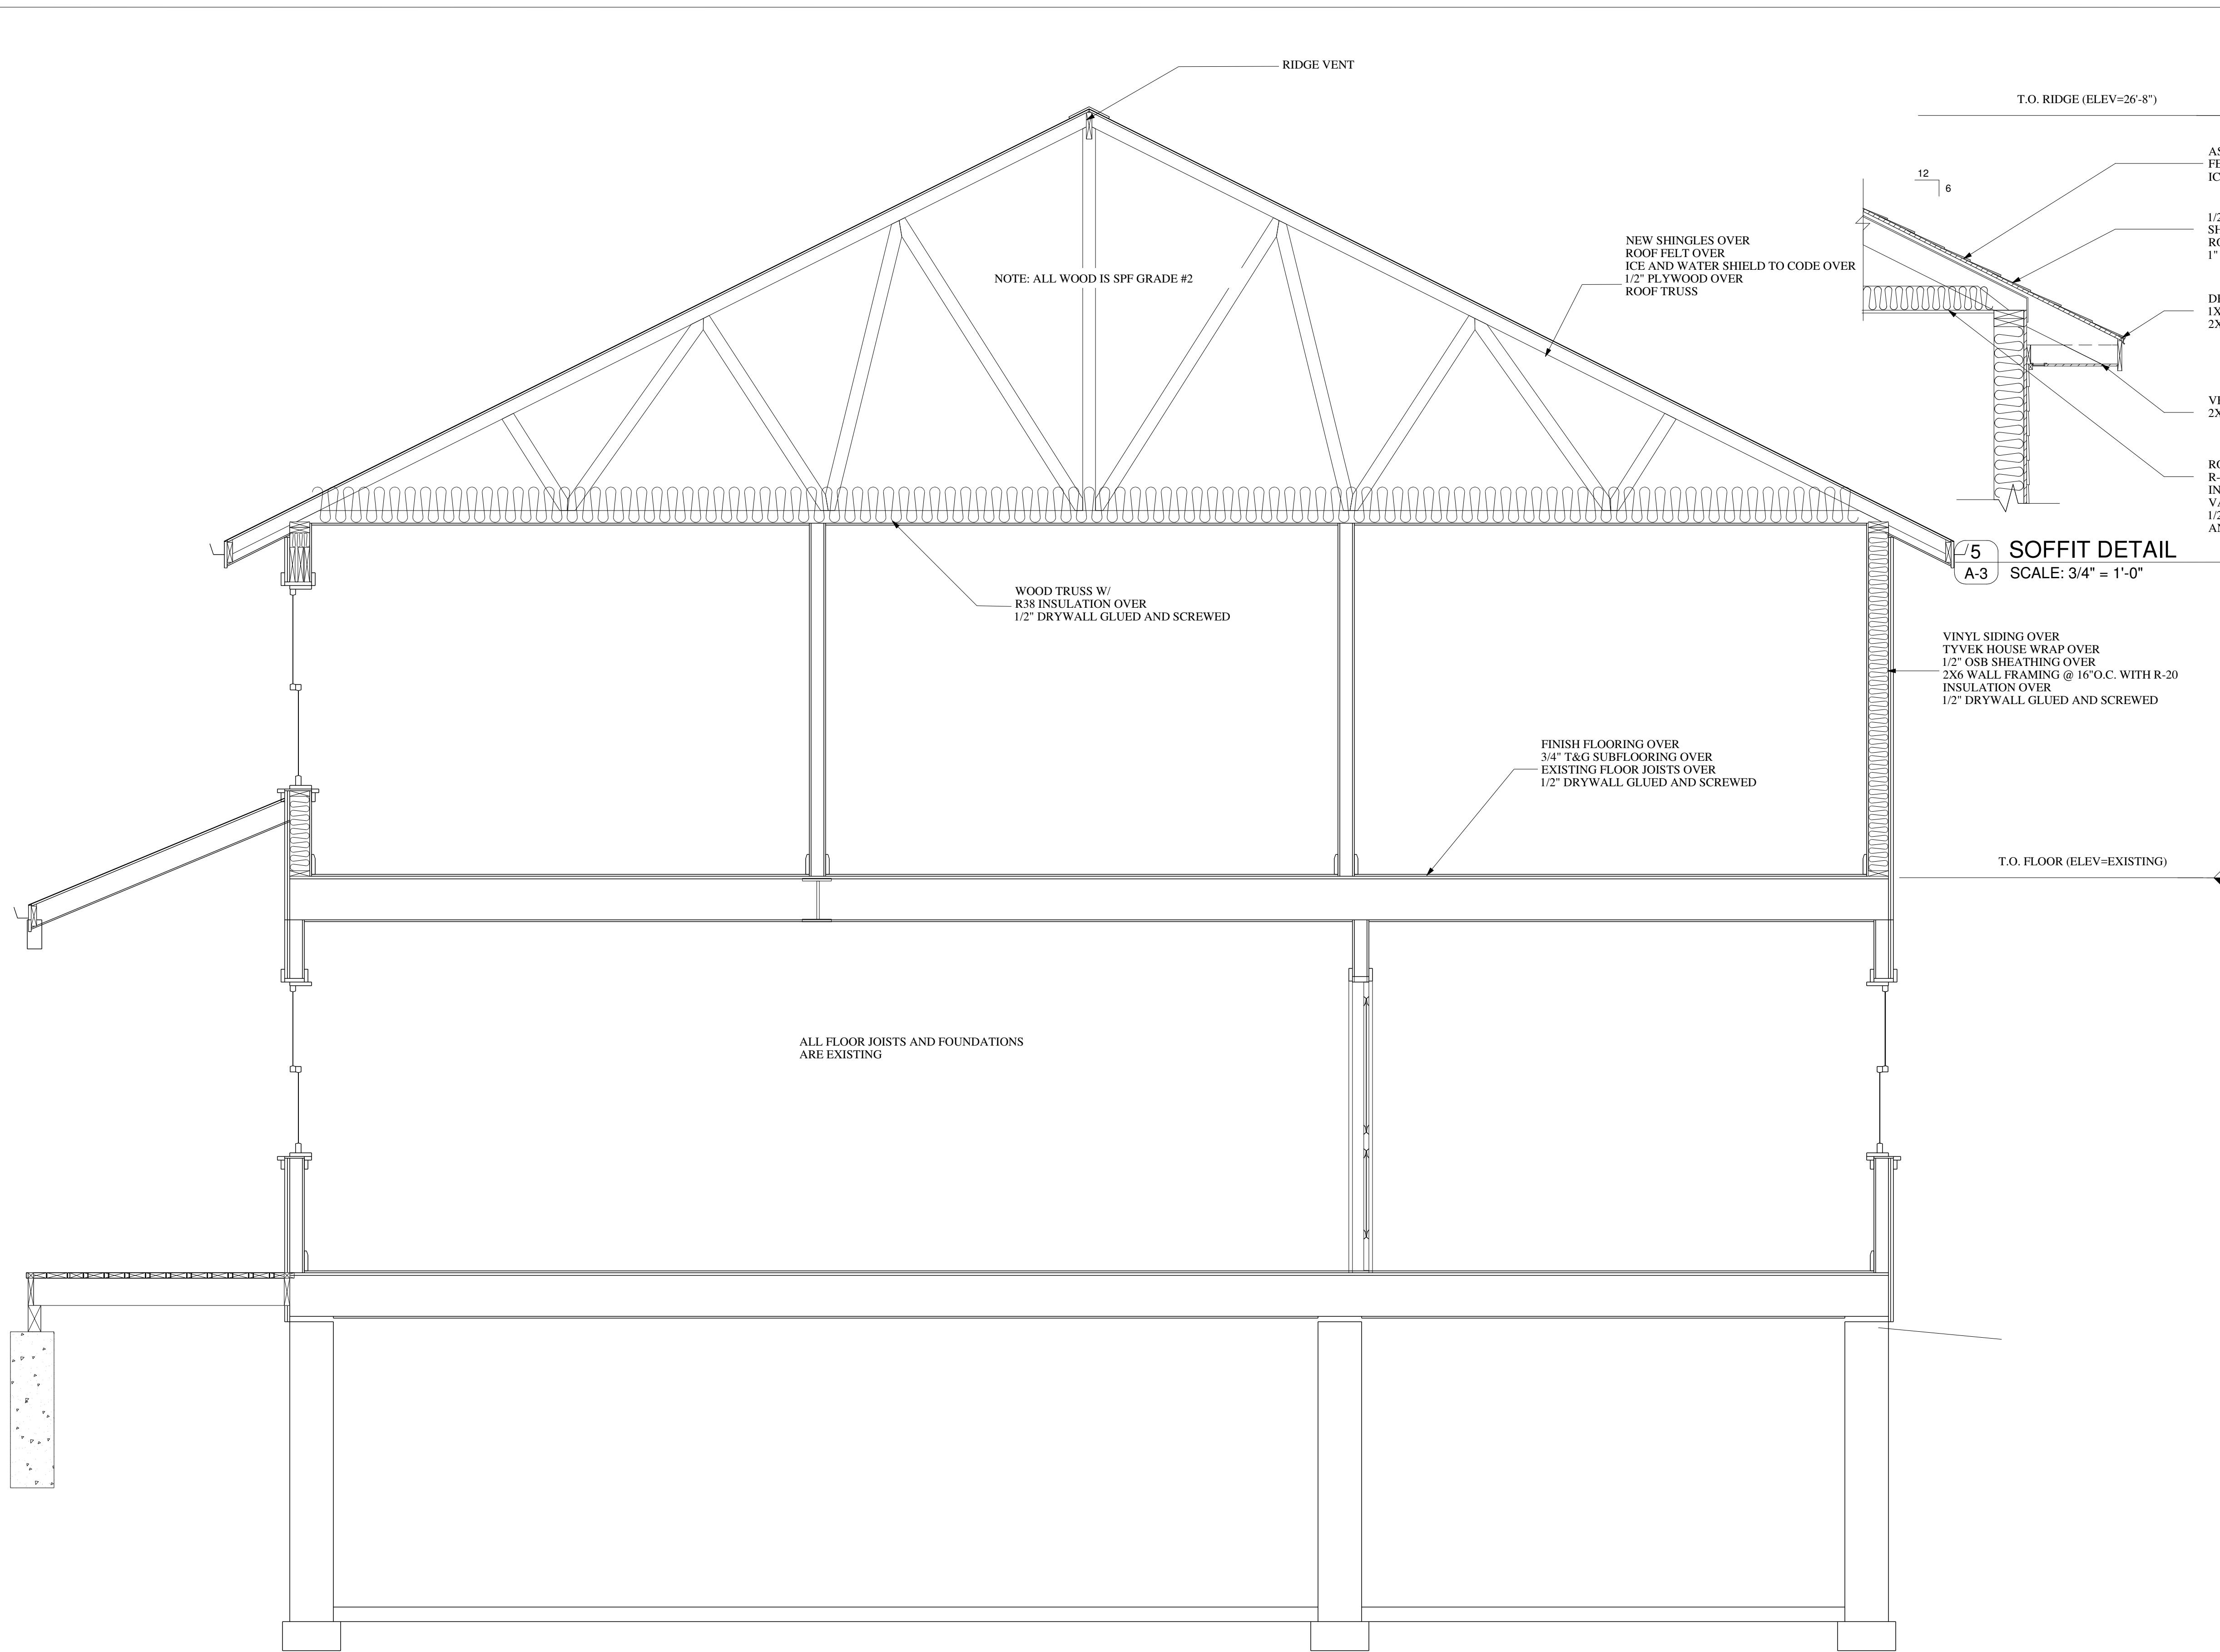 RIDGE VENT
T.O. RIDGE (ELEV=26'-8")
12
6
NOTE: ALL WOOD IS SPF GRADE #2
NEW SHINGLES OVER
ROOF FELT OVER
ICE AND WATER SHIELD TO CODE OVER
1/2" PLYWOOD OVER
ROOF TRUSS
1"
5
SOFFIT DETAIL
A-3
SCALE: 3/4" = 1'-0"
WOOD TRUSS W/
R38 INSULATION OVER
1/2" DRYWALL GLUED AND SCREWED
VINYL SIDING OVER
TYVEK HOUSE WRAP OVER
1/2" OSB SHEATHING OVER
2X6 WALL FRAMING @ 16"O.C. WITH R-20
INSULATION OVER
1/2" DRYWALL GLUED AND SCREWED
FINISH FLOORING OVER
3/4" T&G SUBFLOORING OVER
EXISTING FLOOR JOISTS OVER
1/2" DRYWALL GLUED AND SCREWED
T.O. FLOOR (ELEV=EXISTING)
ALL FLOOR JOISTS AND FOUNDATIONS
ARE EXISTING